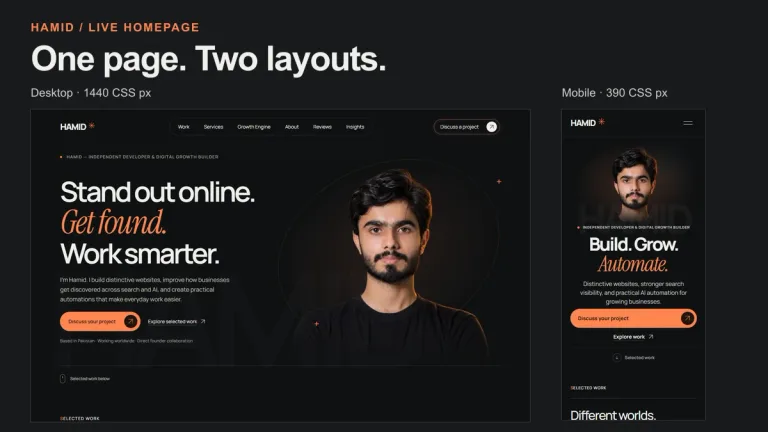 HAMID / LIVE HOMEPAGE
One page. Two layouts.
Desktop · 1440 CSS px
HAMID
Work
Services
Growth Engine
About
Reviews
Insights
Discuss a project
HAMID — INDEPENDENT DEVELOPER & DIGITAL GROWTH BUILDER
Stand out online.
Get found.
Work smarter.
I'm Hamid. I build distinctive websites, improve how businesses
get discovered across search and AI, and create practical
automations that make everyday work easier.
Discuss your project
Explore selected work
Based in Pakistan · Working worldwide · Direct founder collaboration
Selected work below
SELECTED WORK
Mobile · 390 CSS px
HAMID
HAMID
INDEPENDENT DEVELOPER & DIGITAL GROWTH BUILDER
Build. Grow.
Automate.
Distinctive websites, stronger search
visibility, and practical AI automation for
growing businesses.
Discuss your project
Explore work
Selected work
SELECTED WORK
Different worlds.